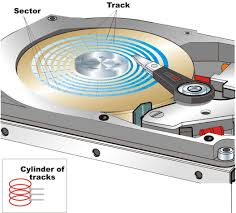 Track
Sector
Cylinder of
tracks